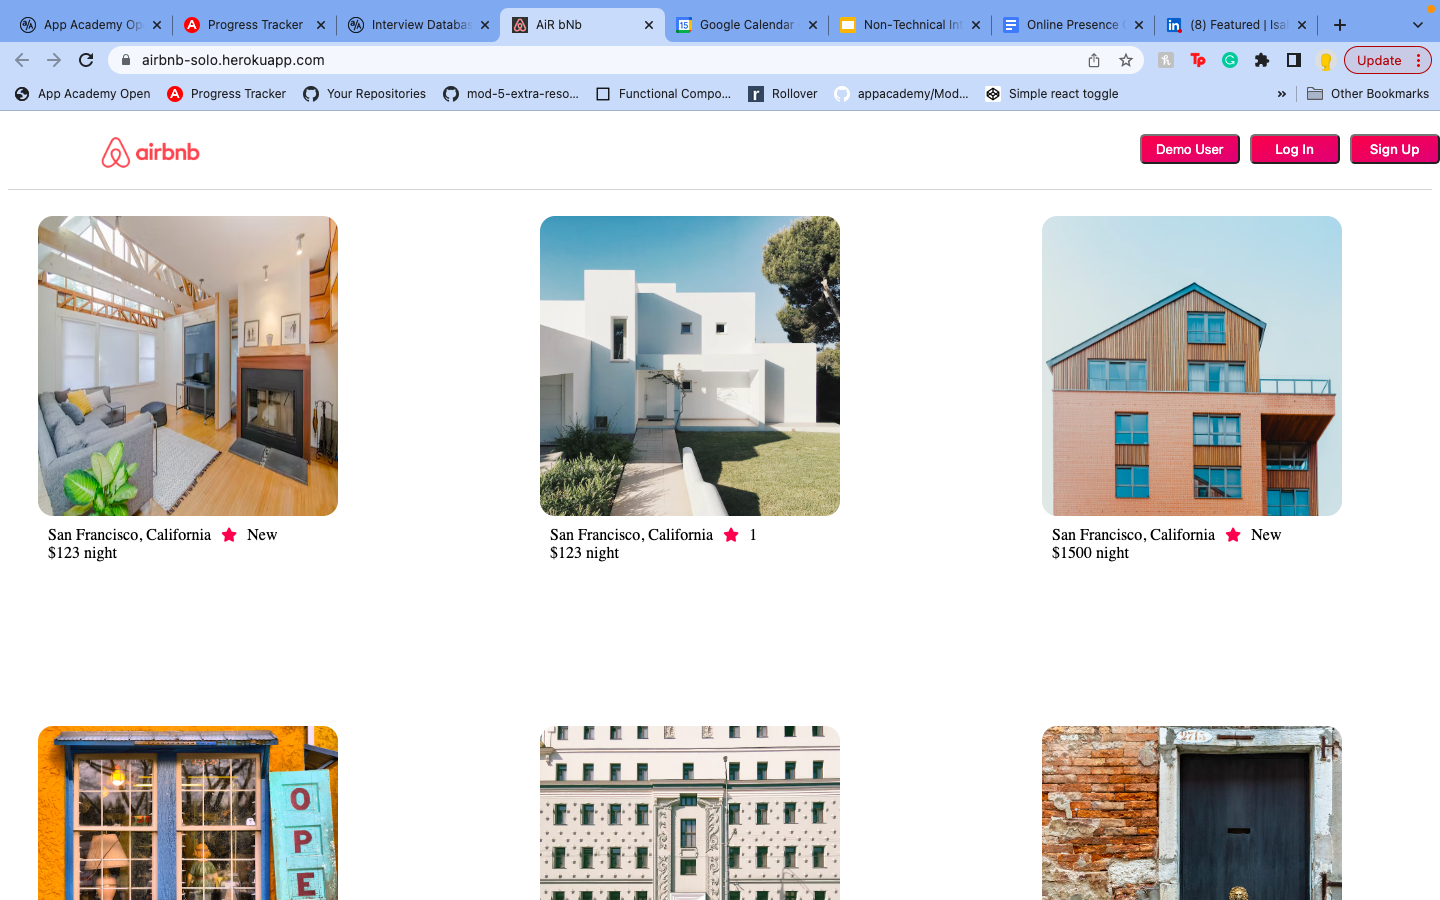 App Academy Op
Progress Tracker
Interview Databas
AiR bNb
15
Google Calendar
Non-Technical In
Online Presence
(8) Featured | Isa
airbnb-solo.herokuapp.com
Update
App Academy Open
Progress Tracker
Your Repositories
mod-5-extra-reso...
Functional Compo...
Rollover
appacademy/Mod...
Simple react toggle
»
Other Bookmarks
airbnb
Demo User
Log In
Sign Up
San Francisco, California ★ New
$123 night
San Francisco, California ★ 1
$123 night
San Francisco, California ★ New
$1500 night
O
P
E